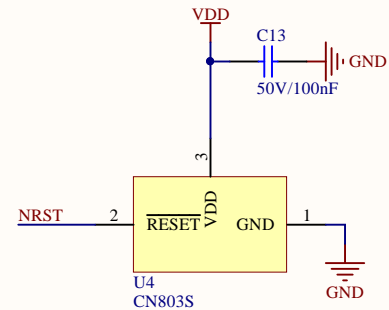 VDD
C13
GND
50V/100nF
3
NRST
2
RESET
VDD
GND
1
U4
CN803S
GND